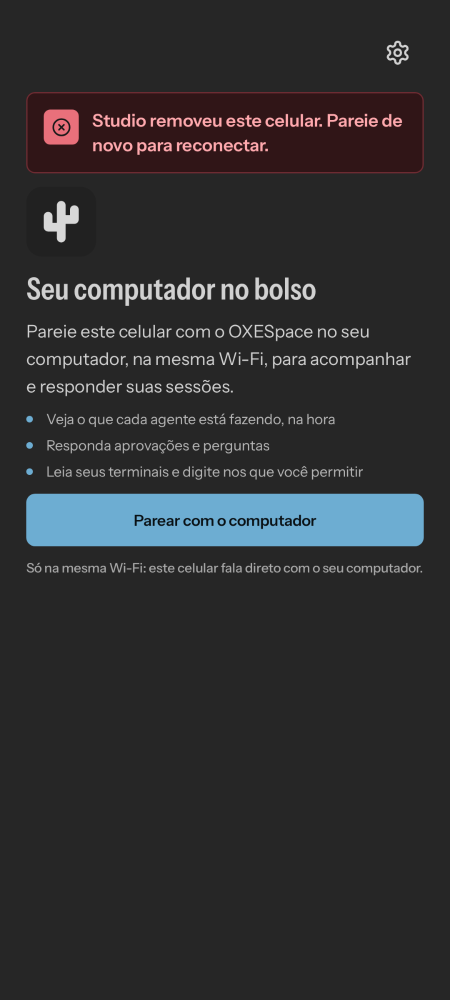 Studio removeu este celular. Pareie de
novo para reconectar.
Seu computador no bolso
Pareie este celular com o OXESpace no seu
computador, na mesma Wi-Fi, para acompanhar
e responder suas sessões.
Veja o que cada agente está fazendo, na hora
Responda aprovações e perguntas
Leia seus terminais e digite nos que você permitir
Parear com o computador
Só na mesma Wi-Fi: este celular fala direto com o seu computador.